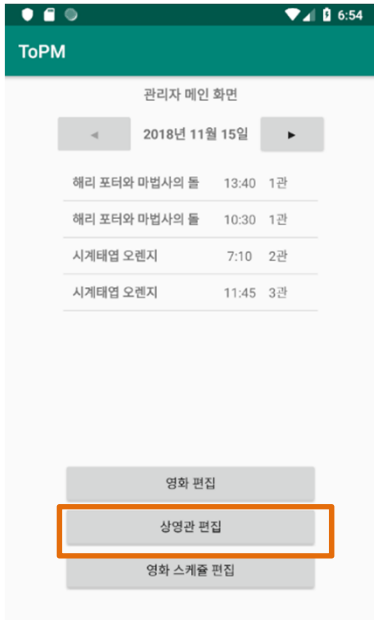 6:54
ToPM
관리자 메인 화면
◄ 2018년 11월 15일 ►
해리 포터와 마법사의 돌 13:40 1관
해리 포터와 마법사의 돌 10:30 1관
시계태엽 오렌지 7:10 2관
시계태엽 오렌지 11:45 3관
영화 편집
상영관 편집
영화 스케쥴 편집